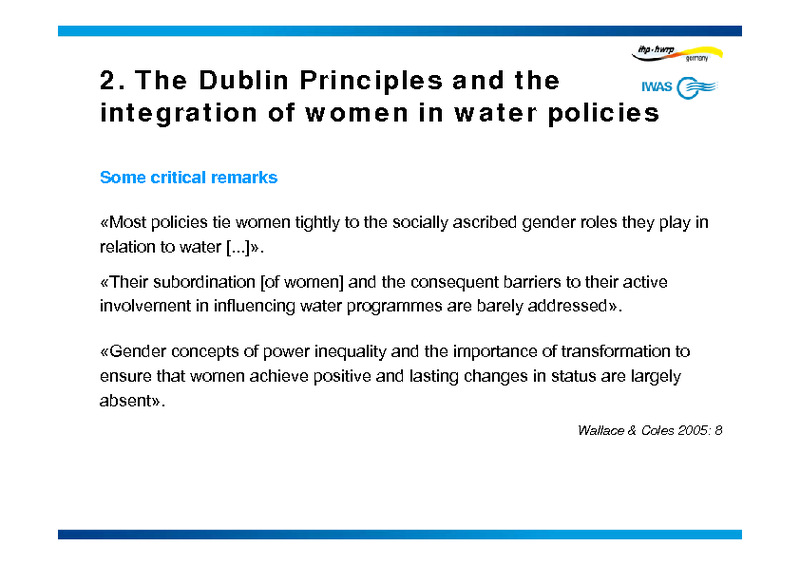 ihp·hwrp
germany
IWAS
2. The Dublin Principles and the
integration of women in water policies
Some critical remarks
«Most policies tie women tightly to the socially ascribed gender roles they play in
relation to water [...]».
«Their subordination [of women] and the consequent barriers to their active
involvement in influencing water programmes are barely addressed».
«Gender concepts of power inequality and the importance of transformation to
ensure that women achieve positive and lasting changes in status are largely
absent».
Wallace & Coles 2005: 8